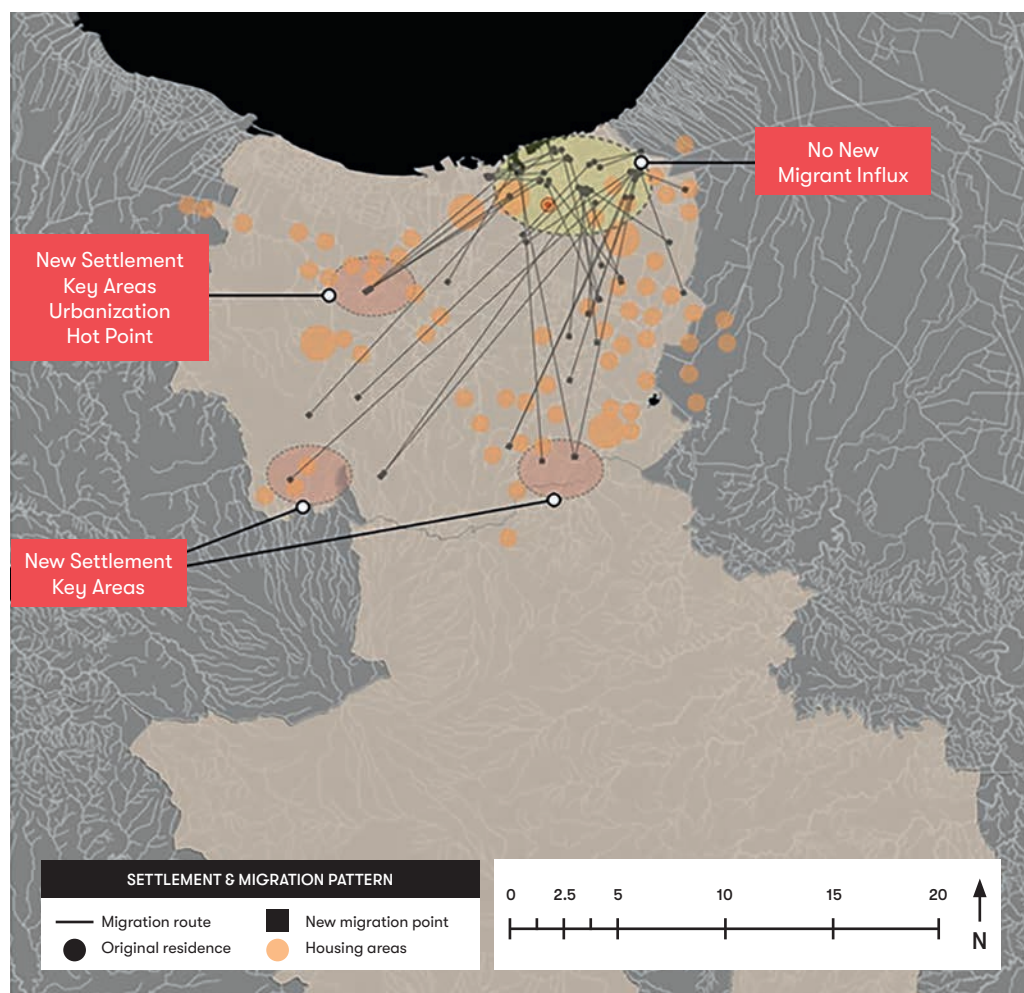 No New
Migrant Influx
New Settlement
Key Areas
Urbanization
Hot Point
New Settlement
Key Areas
SETTLEMENT & MIGRATION PATTERN
Migration route
New migration point
Original residence
Housing areas
0 2.5 5 10 15 20
N